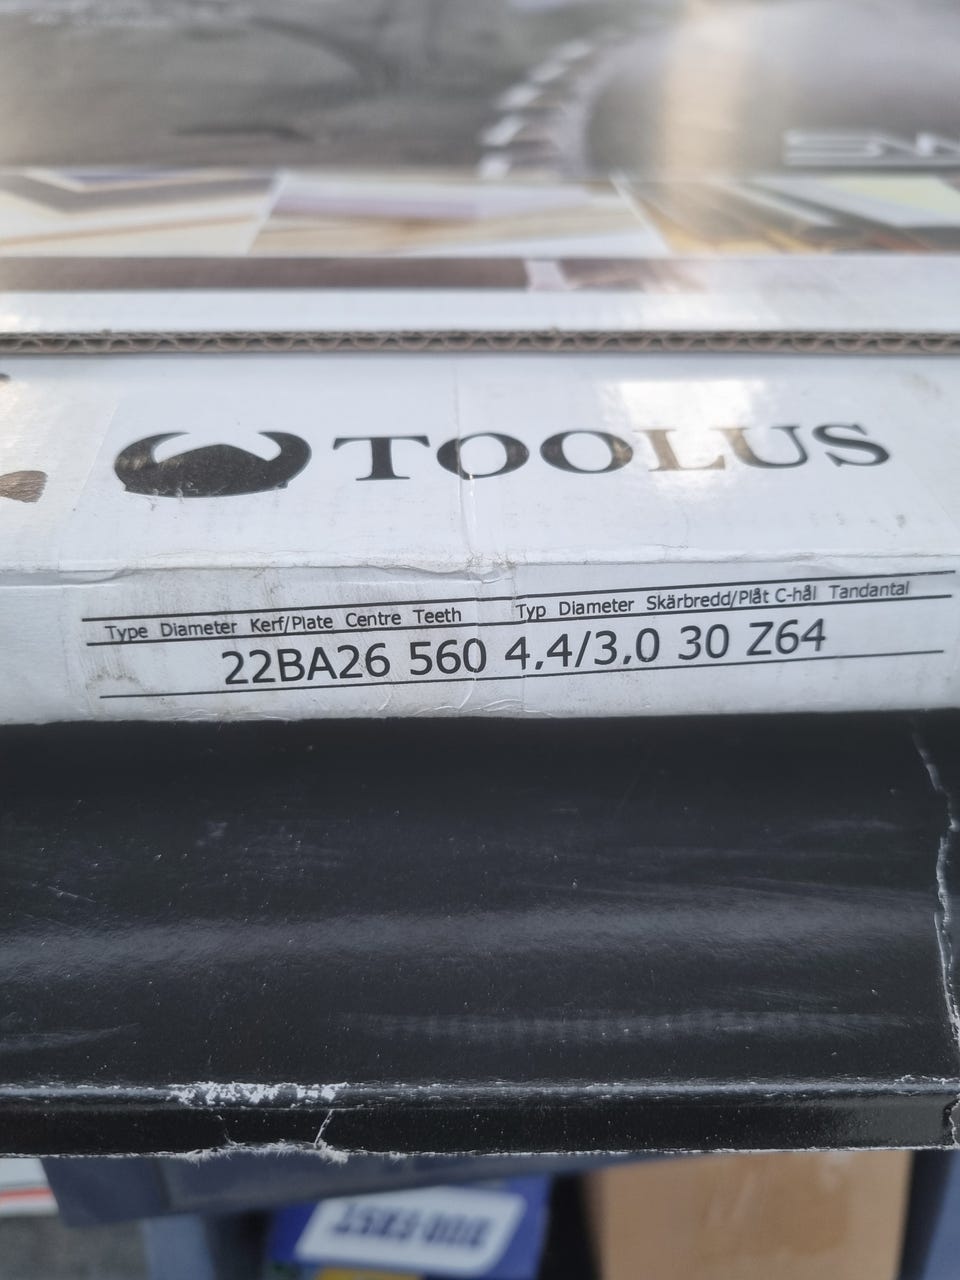 TOOLUS
Type Diameter Kerf/Plate Centre Teeth Typ Diameter Skärbredd/Plåt C-hål Tandantal
22BA26 560 4,4/3,0 30 Z64